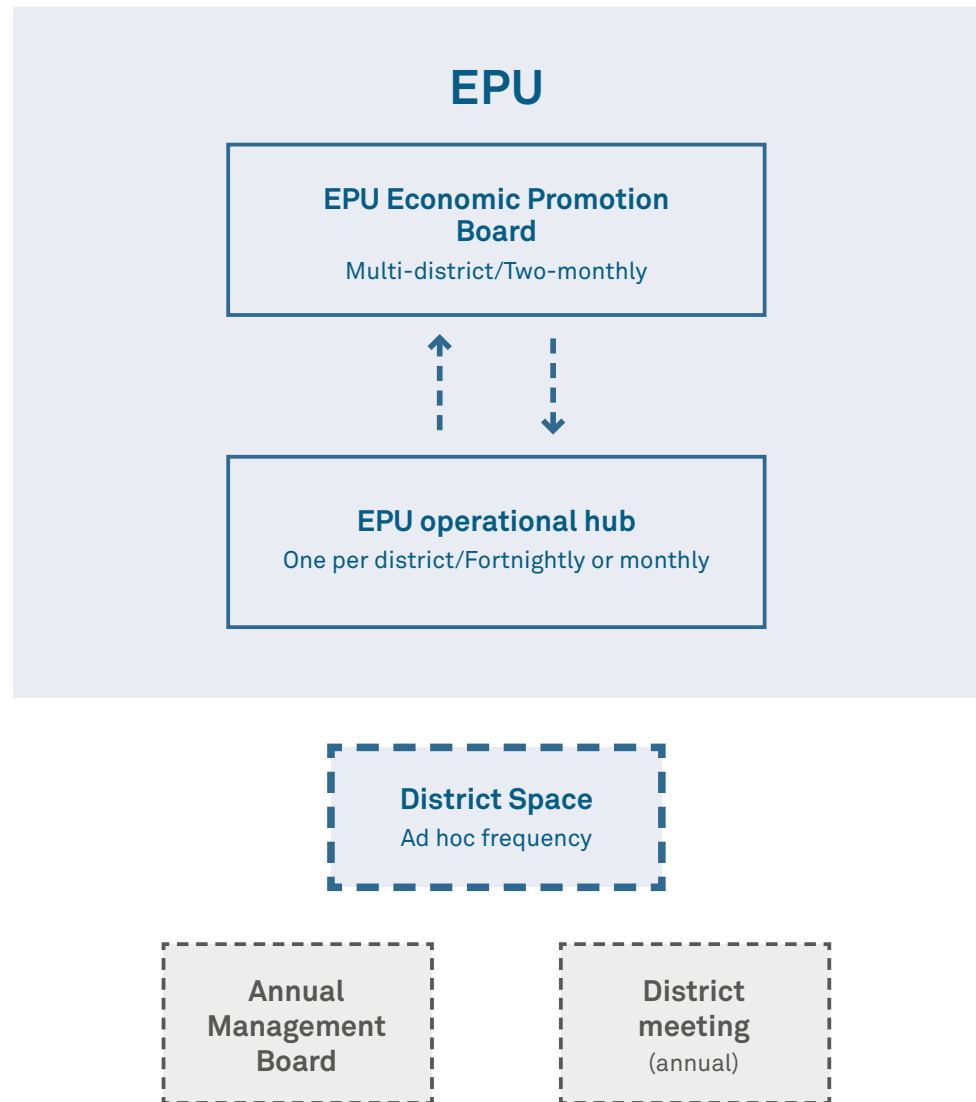 EPU
EPU Economic Promotion
Board
Multi-district/Two-monthly
EPU operational hub
One per district/Fortnightly or monthly
District Space
Ad hoc frequency
Annual
Management
Board
District
meeting
(annual)